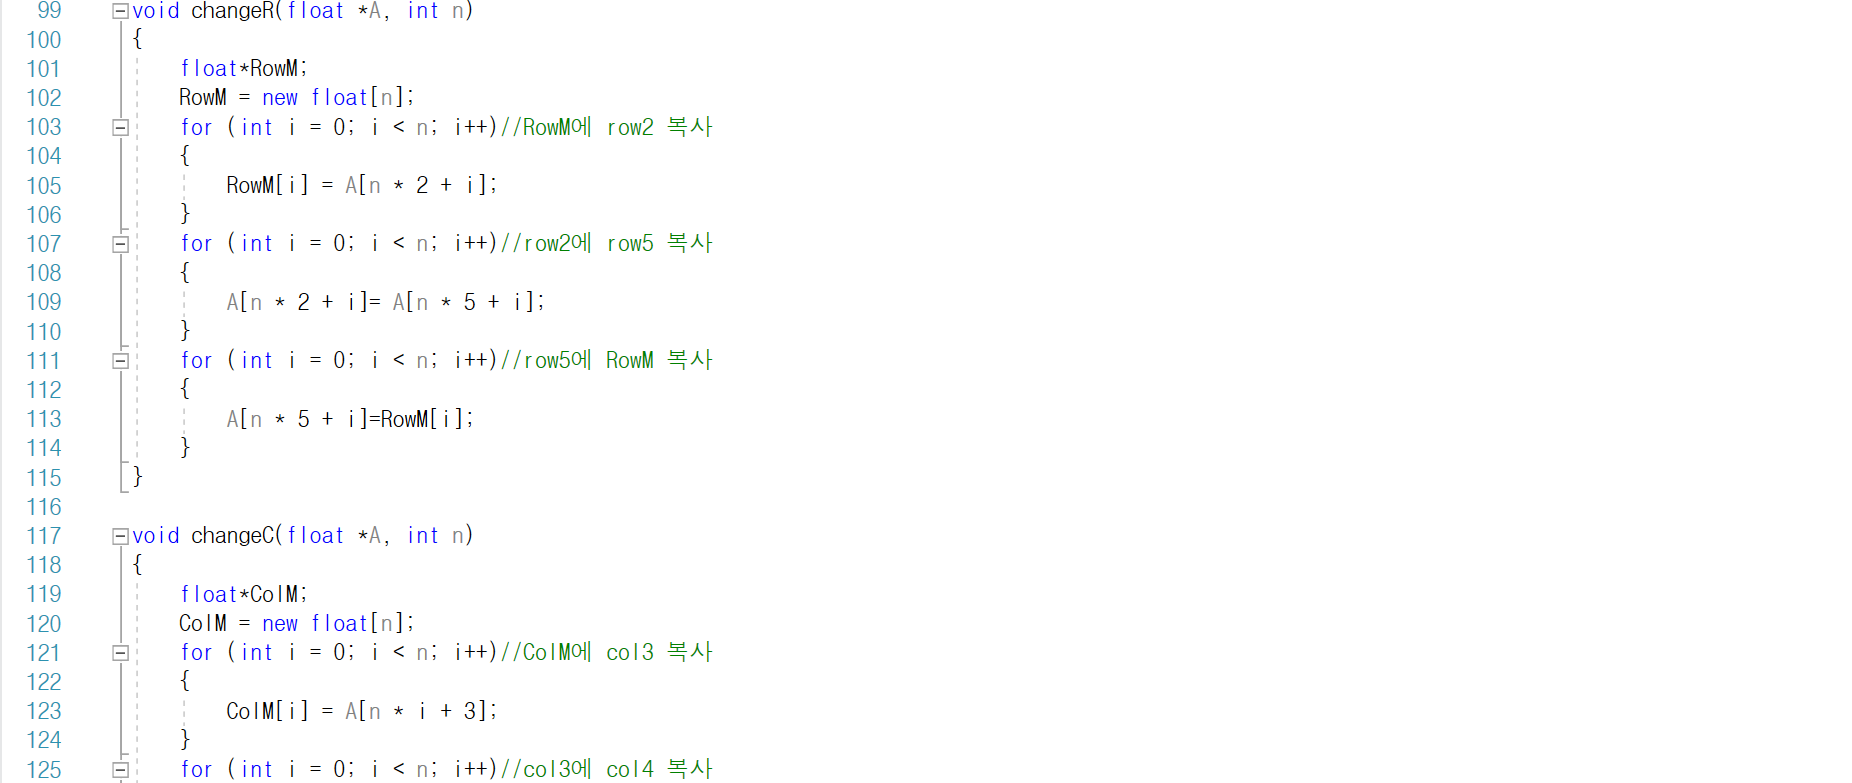 99 void changeR(float *A, int n)
100 {
101 float*RowM;
102 RowM = new float[n];
103 for (int i = 0; i < n; i++)//RowM에 row2 복사
104 {
105 RowM[i] = A[n * 2 + i];
106 }
107 for (int i = 0; i < n; i++)//row2에 row5 복사
108 {
109 A[n * 2 + i]= A[n * 5 + i];
110 }
111 for (int i = 0; i < n; i++)//row5에 RowM 복사
112 {
113 A[n * 5 + i]=RowM[i];
114 }
115 }
116
117 void changeC(float *A, int n)
118 {
119 float*ColM;
120 ColM = new float[n];
121 for (int i = 0; i < n; i++)//ColM에 col3 복사
122 {
123 ColM[i] = A[n * i + 3];
124 }
125 for (int i = 0; i < n; i++)//col3에 col4 복사